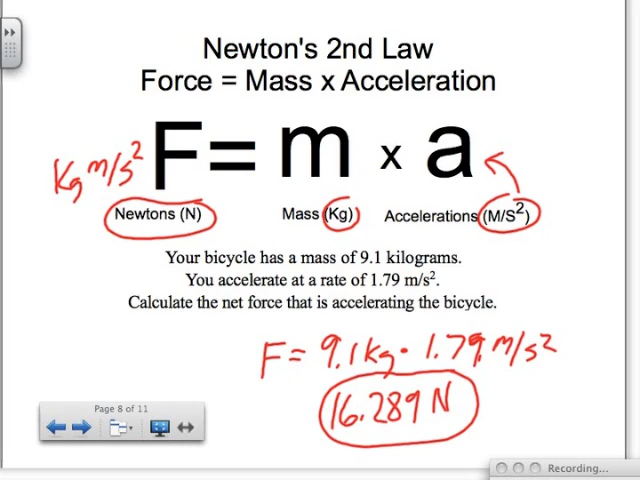 Newton's 2nd Law
Force = Mass x Acceleration
Kg m/s² F= m x a
Newtons (N) Mass (Kg) Accelerations (M/S²)
Your bicycle has a mass of 9.1 kilograms.
You accelerate at a rate of 1.79 m/s².
Calculate the net force that is accelerating the bicycle.
F= 9.1kg · 1.79 m/s²
16.289 N
Page 8 of 11
Recording...